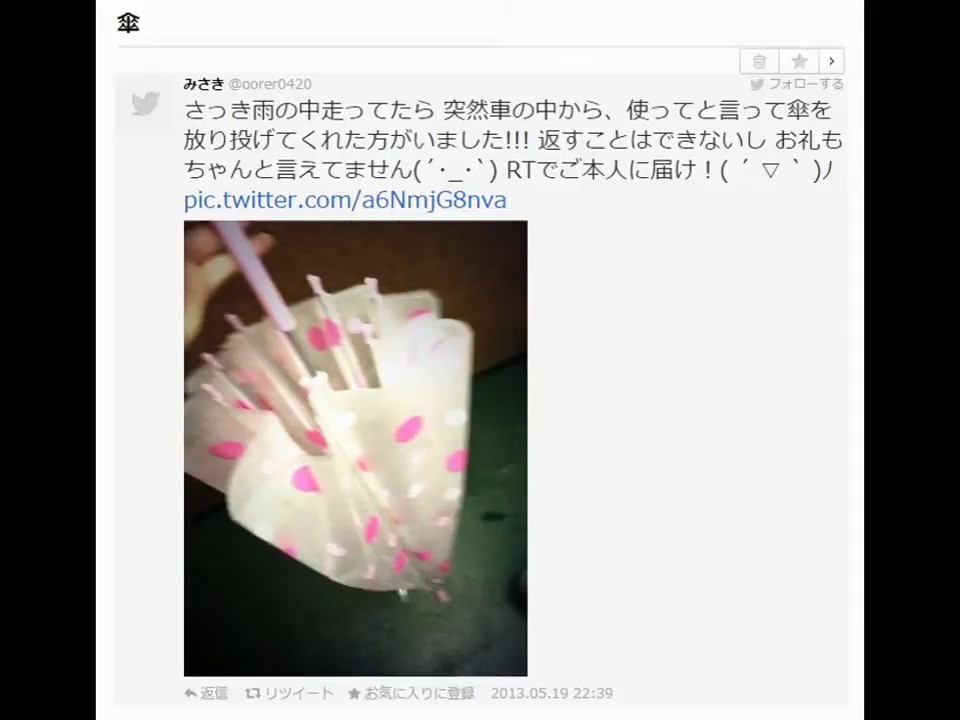 傘
みさき @oorer0420
フォローする
さっき雨の中走ってたら 突然車の中から、使ってと言って傘を
放り投げてくれた方がいました!!! 返すことはできないし お礼も
ちゃんと言えてません(´･_･`) RTでご本人に届け！( ´ ▽ ` )ﾉ
pic.twitter.com/a6NmjG8nva
返信 リツイート お気に入りに登録 2013.05.19 22:39